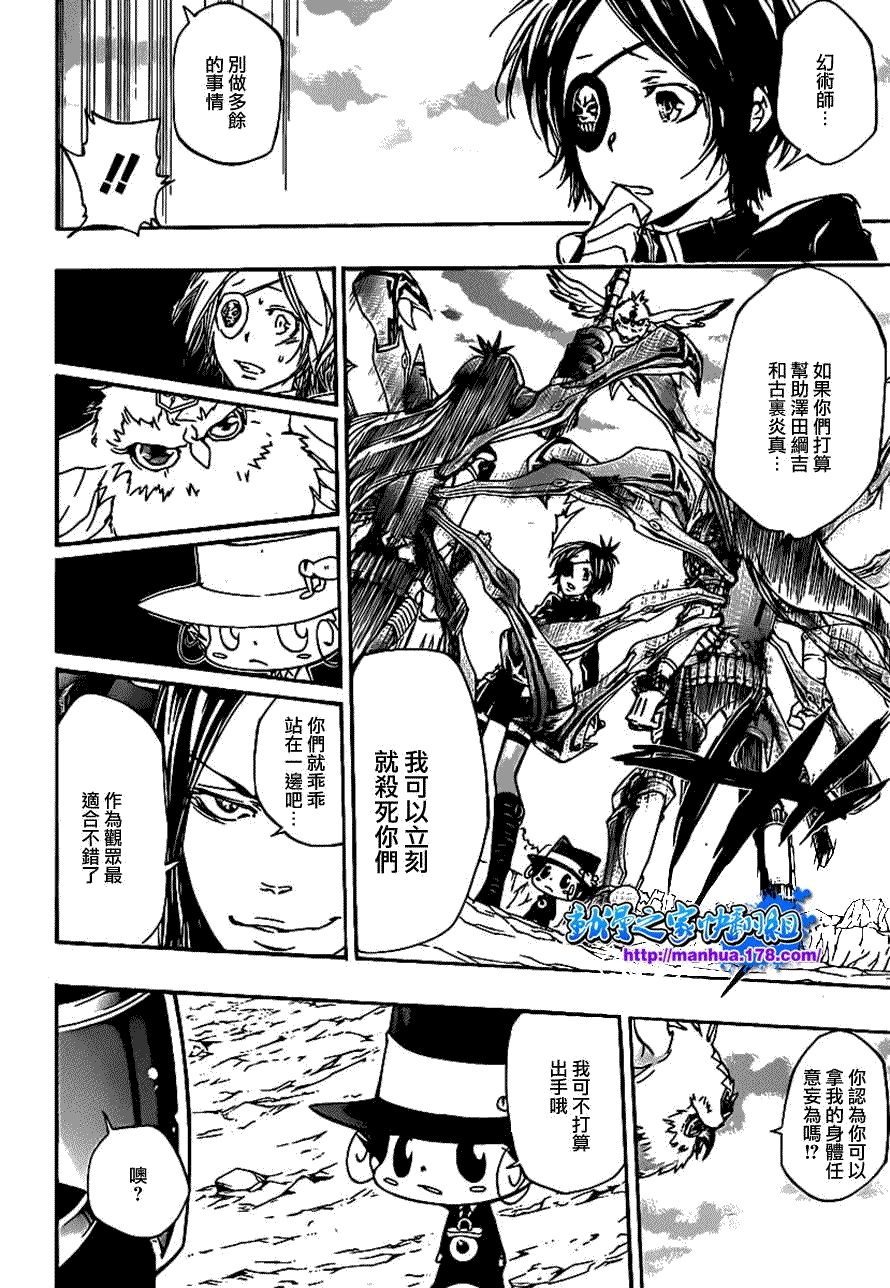 幻術師…
別做多餘
的事情
!!
如果你們打算
幫助澤田綱吉
和古裏炎真…
我可以立刻
就殺死你們
你們就乖乖
站在一邊吧…
作為觀眾最
適合不錯了
動漫之家快翻組
http://manhua.178.com/
你認為你可以
拿我的身體任
意妄為嗎!?
我可不打算
出手哦
噢?